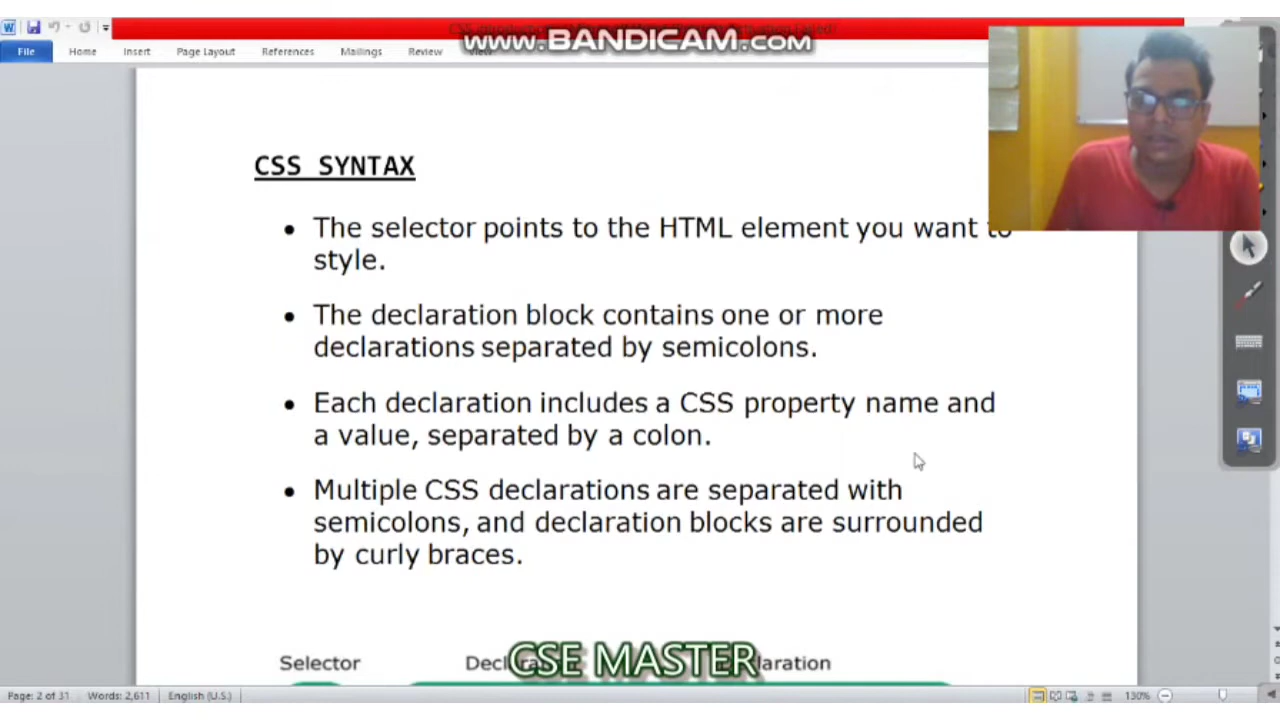 www.BANDICAM.com
File Home Insert Page Layout References Mailings Review View
CSS SYNTAX
• The selector points to the HTML element you want to
style.
• The declaration block contains one or more
declarations separated by semicolons.
• Each declaration includes a CSS property name and
a value, separated by a colon.
• Multiple CSS declarations are separated with
semicolons, and declaration blocks are surrounded
by curly braces.
Selector
CSE MASTER
Page: 2 of 31 Words: 2,611 English (U.S.) 130%